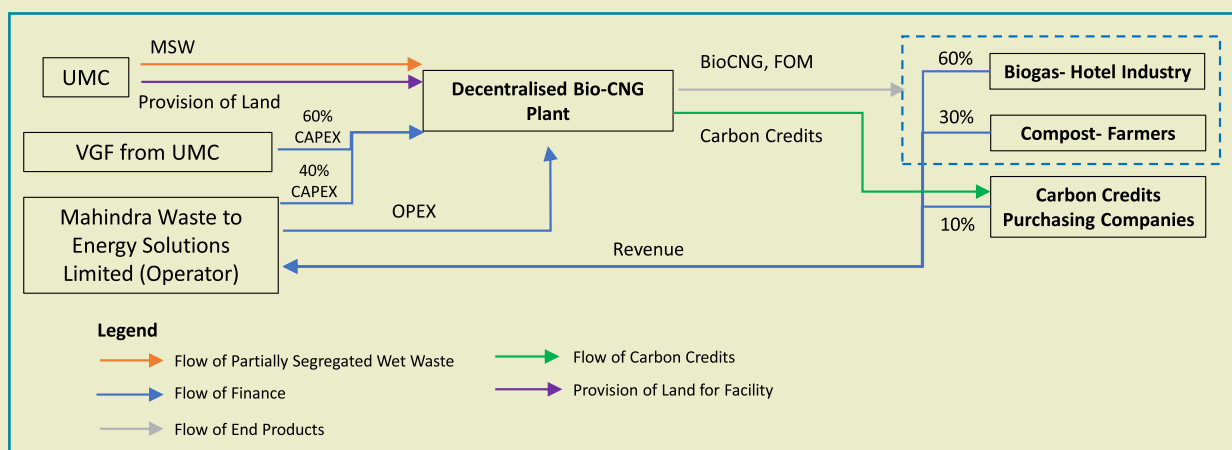 MSW
UMC
Provision of Land
60%
CAPEX
VGF from UMC
40%
CAPEX
Mahindra Waste to
Energy Solutions
Limited (Operator)
OPEX
Decentralised Bio-CNG
Plant
BioCNG, FOM
Carbon Credits
Revenue
60%
Biogas- Hotel Industry
30%
Compost- Farmers
Carbon Credits
Purchasing Companies
10%
Legend
Flow of Partially Segregated Wet Waste
Flow of Finance
Flow of End Products
Flow of Carbon Credits
Provision of Land for Facility